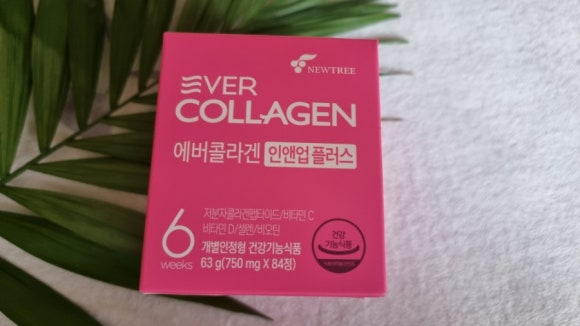 NEWTREE
EVER
COLLAGEN
에버콜라겐 인앤업 플러스
저분자콜라겐펩타이드/비타민 C
비타민 D/셀렌/비오틴
6
weeks
개별인정형 건강기능식품
63 g(750 mg X 84정)
건강
기능식품